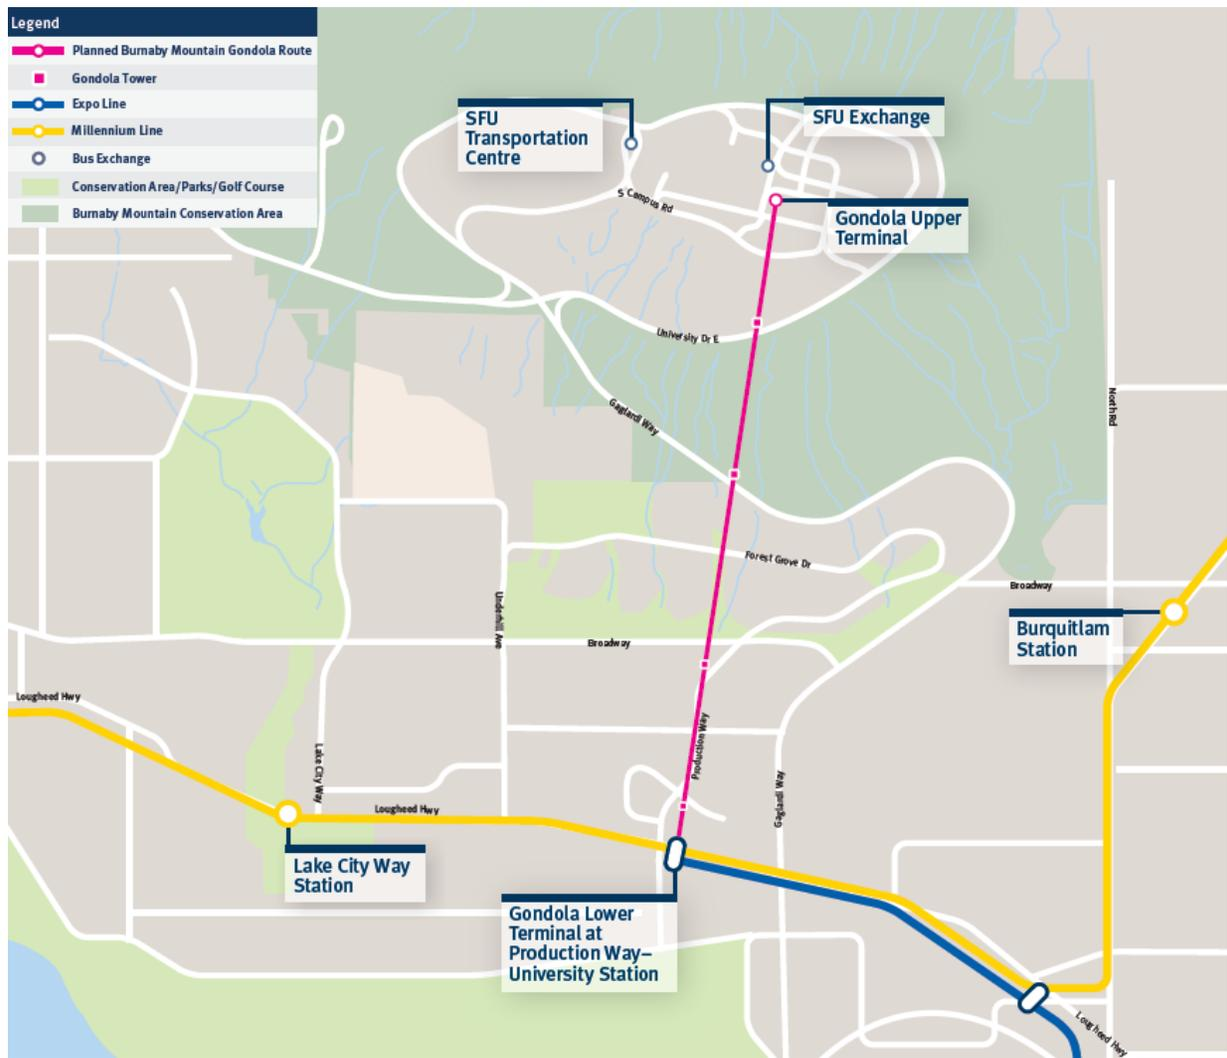 Legend
Planned Burnaby Mountain Gondola Route
Gondola Tower
Expo Line
Millennium Line
Bus Exchange
Conservation Area/Parks/Golf Course
Burnaby Mountain Conservation Area
SFU
Transportation
Centre
SFU Exchange
S Campus Rd
Gondola Upper
Terminal
University Dr E
Gaglardi Way
North Rd
Forest Grove Dr
Broadway
Underhill Ave
Broadway
Burquitlam
Station
Lougheed Hwy
Production Way
Lake City Way
Gaglardi Way
Lougheed Hwy
Lake City Way
Station
Gondola Lower
Terminal at
Production Way–
University Station
Lougheed Hwy